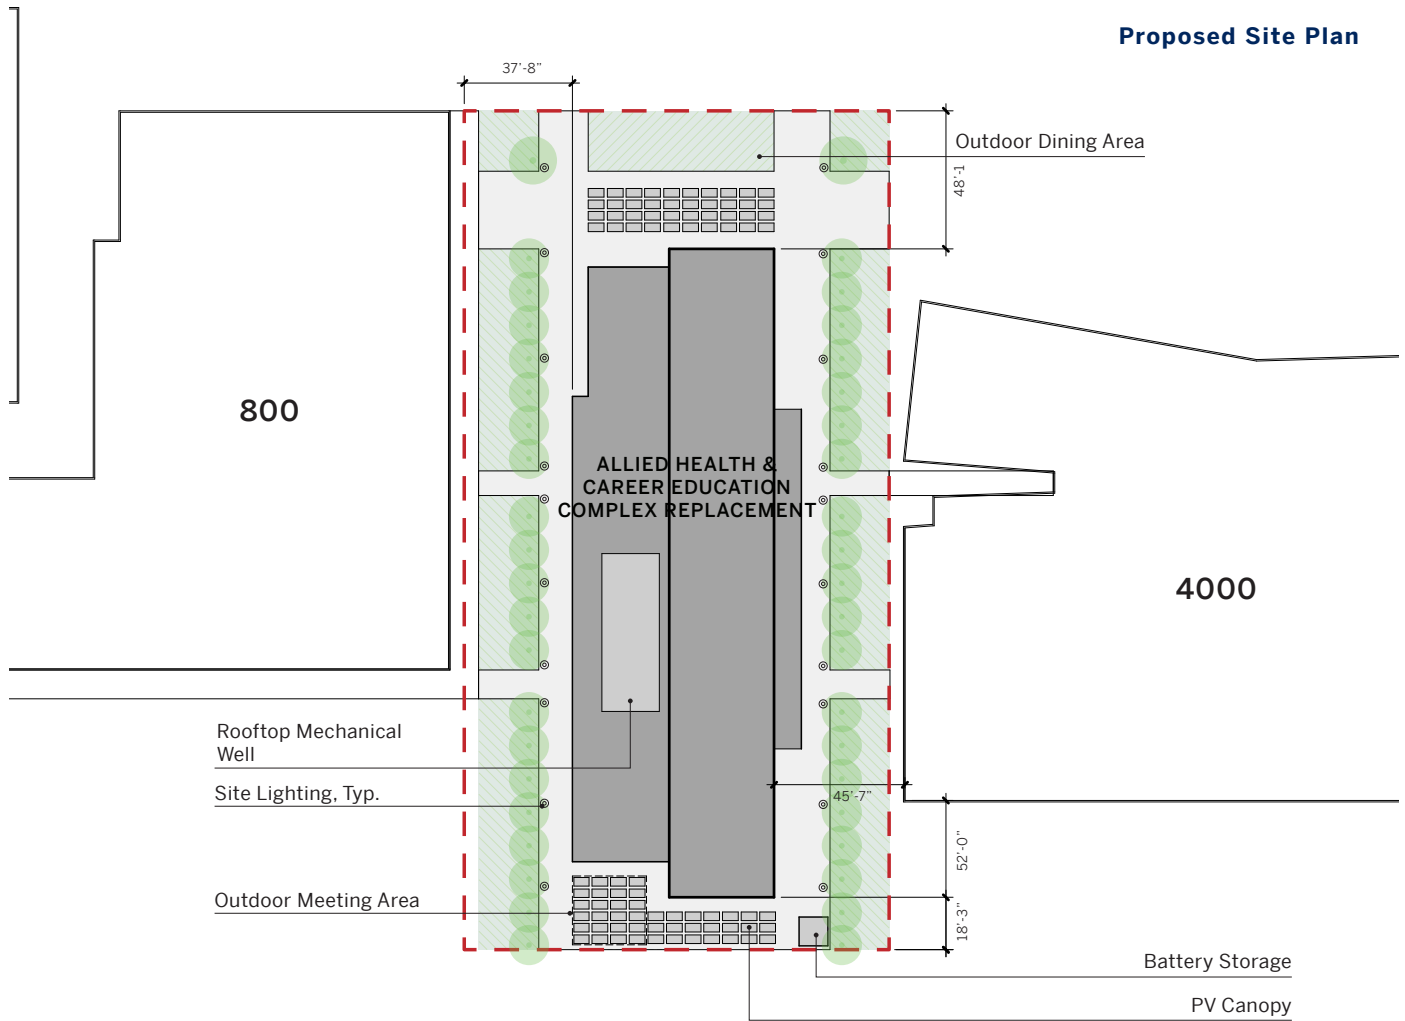 Proposed Site Plan
37'-8"
Outdoor Dining Area
48'-1
800
ALLIED HEALTH &
CAREER EDUCATION
COMPLEX REPLACEMENT
4000
Rooftop Mechanical
Well
Site Lighting, Typ.
45'-7"
52'-0"
Outdoor Meeting Area
18'-3"
Battery Storage
PV Canopy